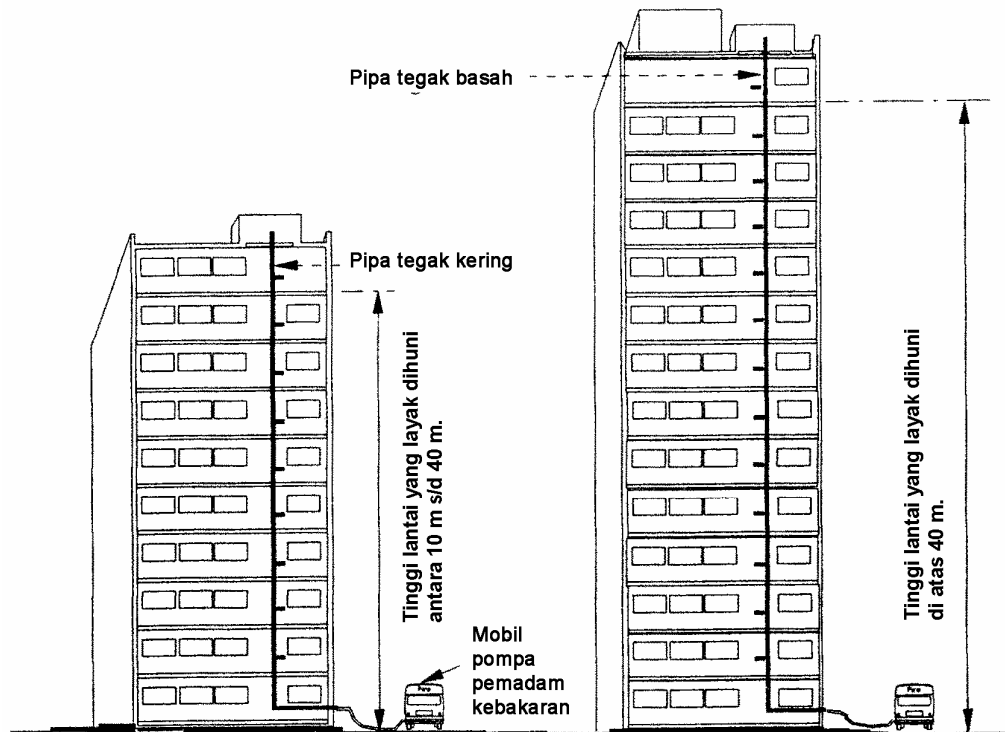 Pipa tegak basah
Pipa tegak kering
Tinggi lantai yang layak dihuni
antara 10 m s/d 40 m.
Mobil
pompa
pemadam
kebakaran
Tinggi lantai yang layak dihuni
di atas 40 m.